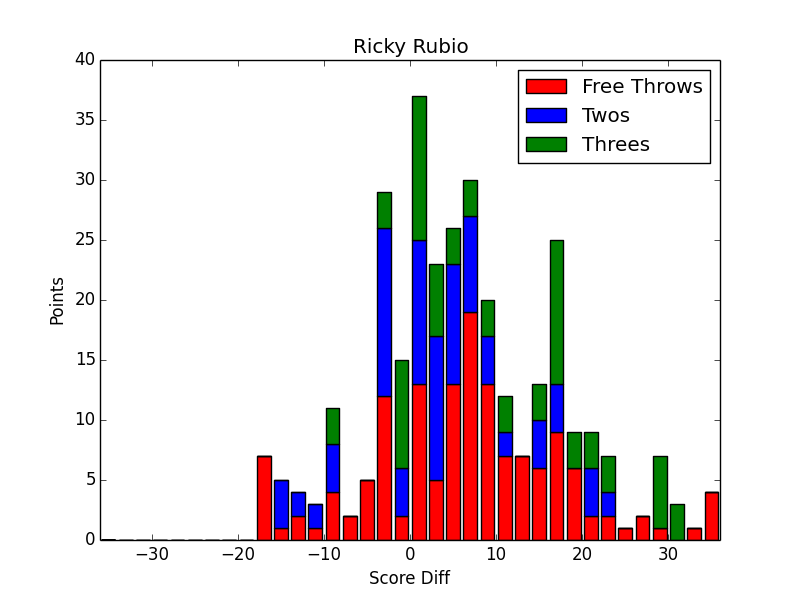 Ricky Rubio
Free Throws
Twos
Threes
40
35
30
25
20
15
10
5
0
Points
−30
−20
−10
0
10
20
30
Score Diff